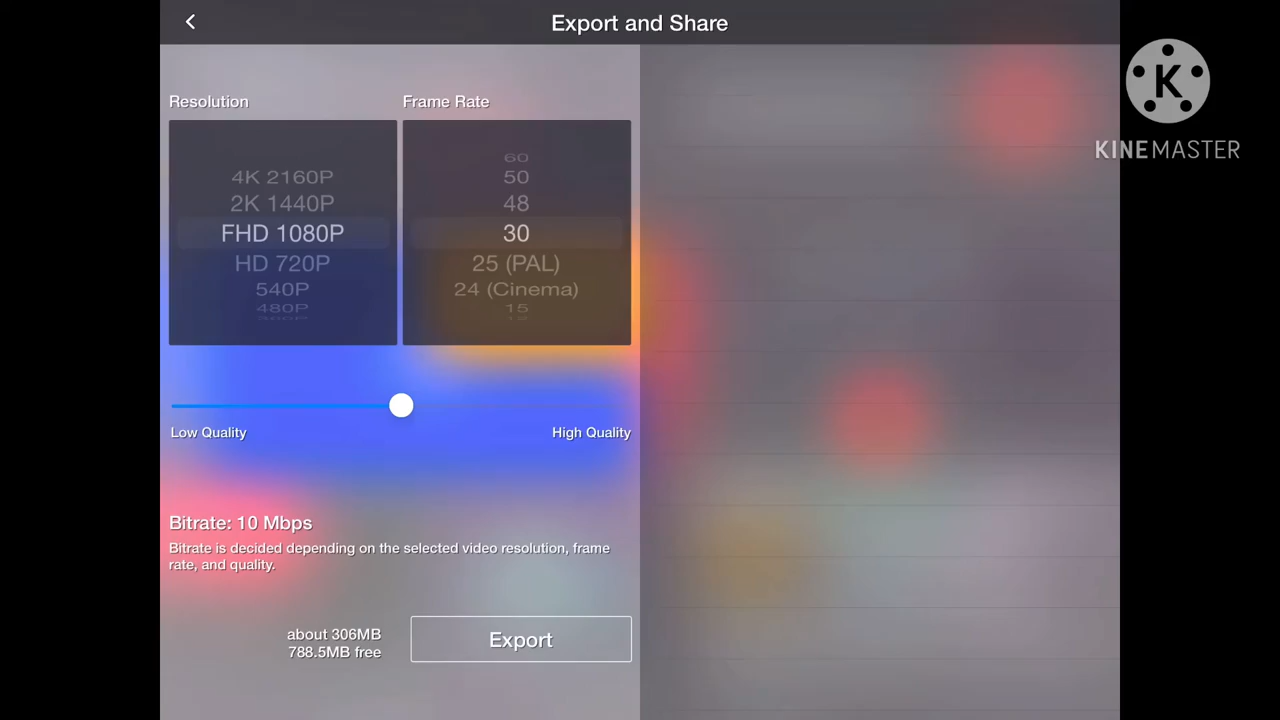 Export and Share
K
KINEMASTER
Resolution
Frame Rate
4K 2160P
2K 1440P
FHD 1080P
HD 720P
540P
480P
60
50
48
30
25 (PAL)
24 (Cinema)
15
Low Quality
High Quality
Bitrate: 10 Mbps
Bitrate is decided depending on the selected video resolution, frame
rate, and quality.
about 306MB
788.5MB free
Export